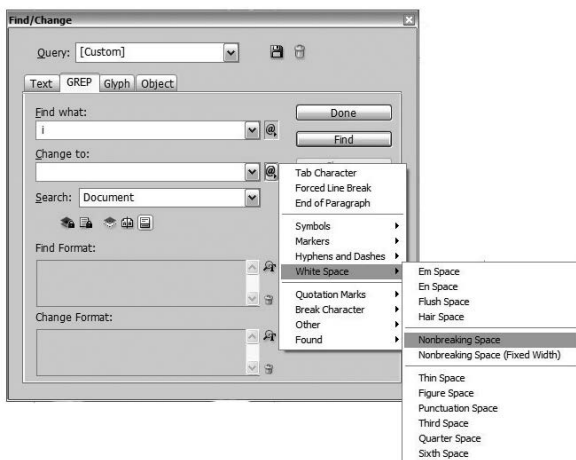 Find/Change
Query: [Custom]
Text GREP Glyph Object
Find what:
i
Done
Find
Change to:
Search: Document
Find Format:
Change Format:
Tab Character
Forced Line Break
End of Paragraph
Symbols
Markers
Hyphens and Dashes
White Space
Quotation Marks
Break Character
Other
Found
Em Space
En Space
Flush Space
Hair Space
Nonbreaking Space
Nonbreaking Space (Fixed Width)
Thin Space
Figure Space
Punctuation Space
Third Space
Quarter Space
Sixth Space